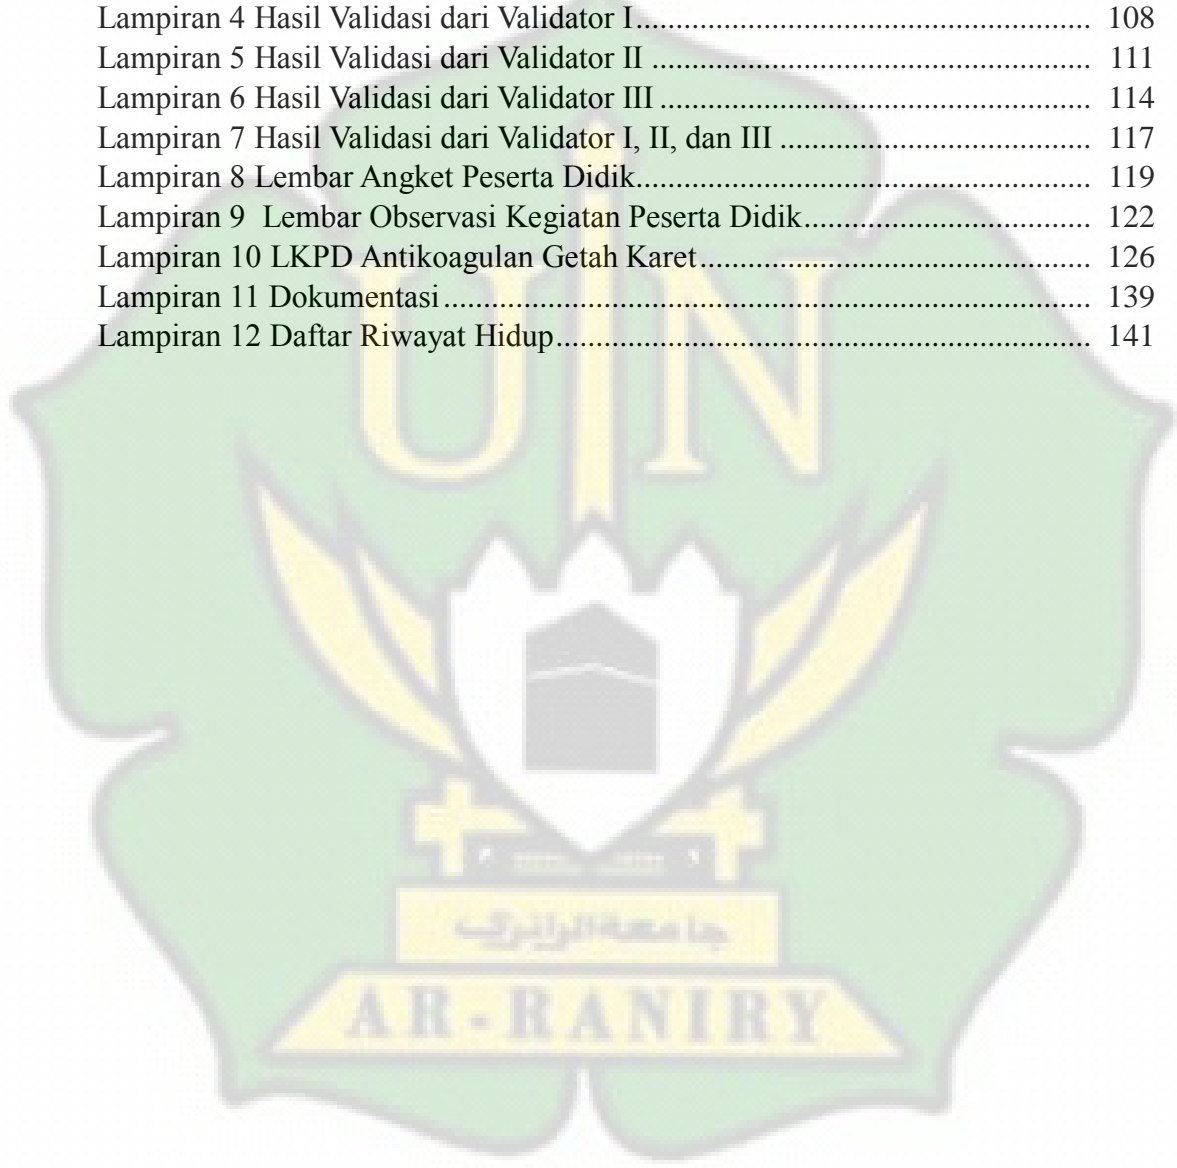 Lampiran 4 Hasil Validasi dari Validator I.......................................................... 108
Lampiran 5 Hasil Validasi dari Validator II ........................................................ 111
Lampiran 6 Hasil Validasi dari Validator III ....................................................... 114
Lampiran 7 Hasil Validasi dari Validator I, II, dan III ........................................ 117
Lampiran 8 Lembar Angket Peserta Didik.......................................................... 119
Lampiran 9  Lembar Observasi Kegiatan Peserta Didik..................................... 122
Lampiran 10 LKPD Antikoagulan Getah Karet .................................................. 126
Lampiran 11 Dokumentasi .................................................................................. 139
Lampiran 12 Daftar Riwayat Hidup.................................................................... 141
UIN
جامعة الرانري
AR-RANIRY